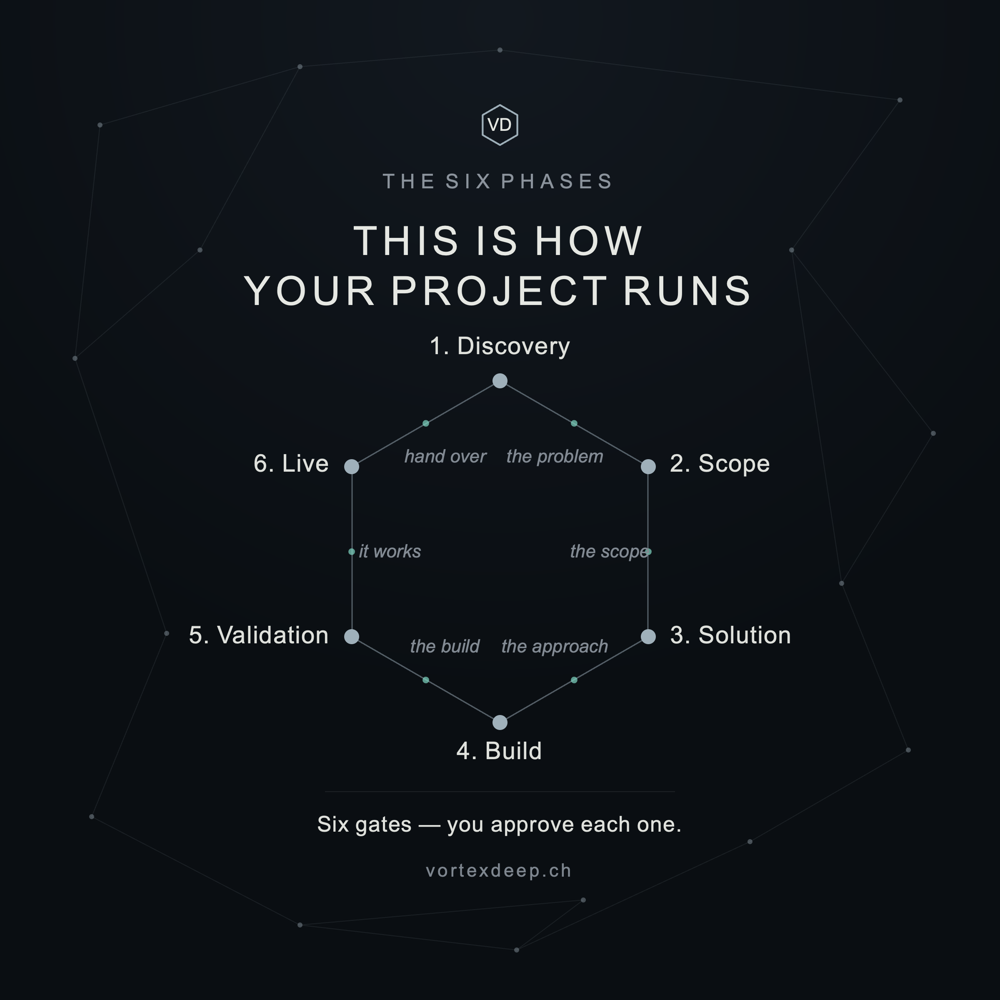 VD
THE SIX PHASES
THIS IS HOW
YOUR PROJECT RUNS
1. Discovery
hand over
the problem
6. Live
2. Scope
it works
the scope
5. Validation
3. Solution
the build
the approach
4. Build
Six gates — you approve each one.
vortexdeep.ch